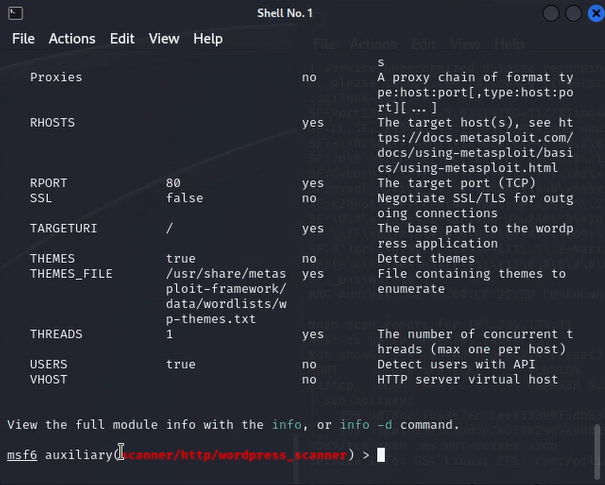 Shell No. 1
File Actions Edit View Help
s
Proxies no A proxy chain of format ty
pe:host:port[,type:host:po
rt][...]
RHOSTS yes The target host(s), see ht
tps://docs.metasploit.com/
docs/using-metasploit/basi
cs/using-metasploit.html
RPORT 80 yes The target port (TCP)
SSL false no Negotiate SSL/TLS for outg
oing connections
TARGETURI / yes The base path to the wordp
ress application
THEMES true no Detect themes
THEMES_FILE /usr/share/metas yes File containing themes to
ploit-framework/ enumerate
data/wordlists/w
p-themes.txt
THREADS 1 yes The number of concurrent t
hreads (max one per host)
USERS true no Detect users with API
VHOST no HTTP server virtual host
View the full module info with the info, or info -d command.
msf6 auxiliary(scanner/http/wordpress_scanner) >